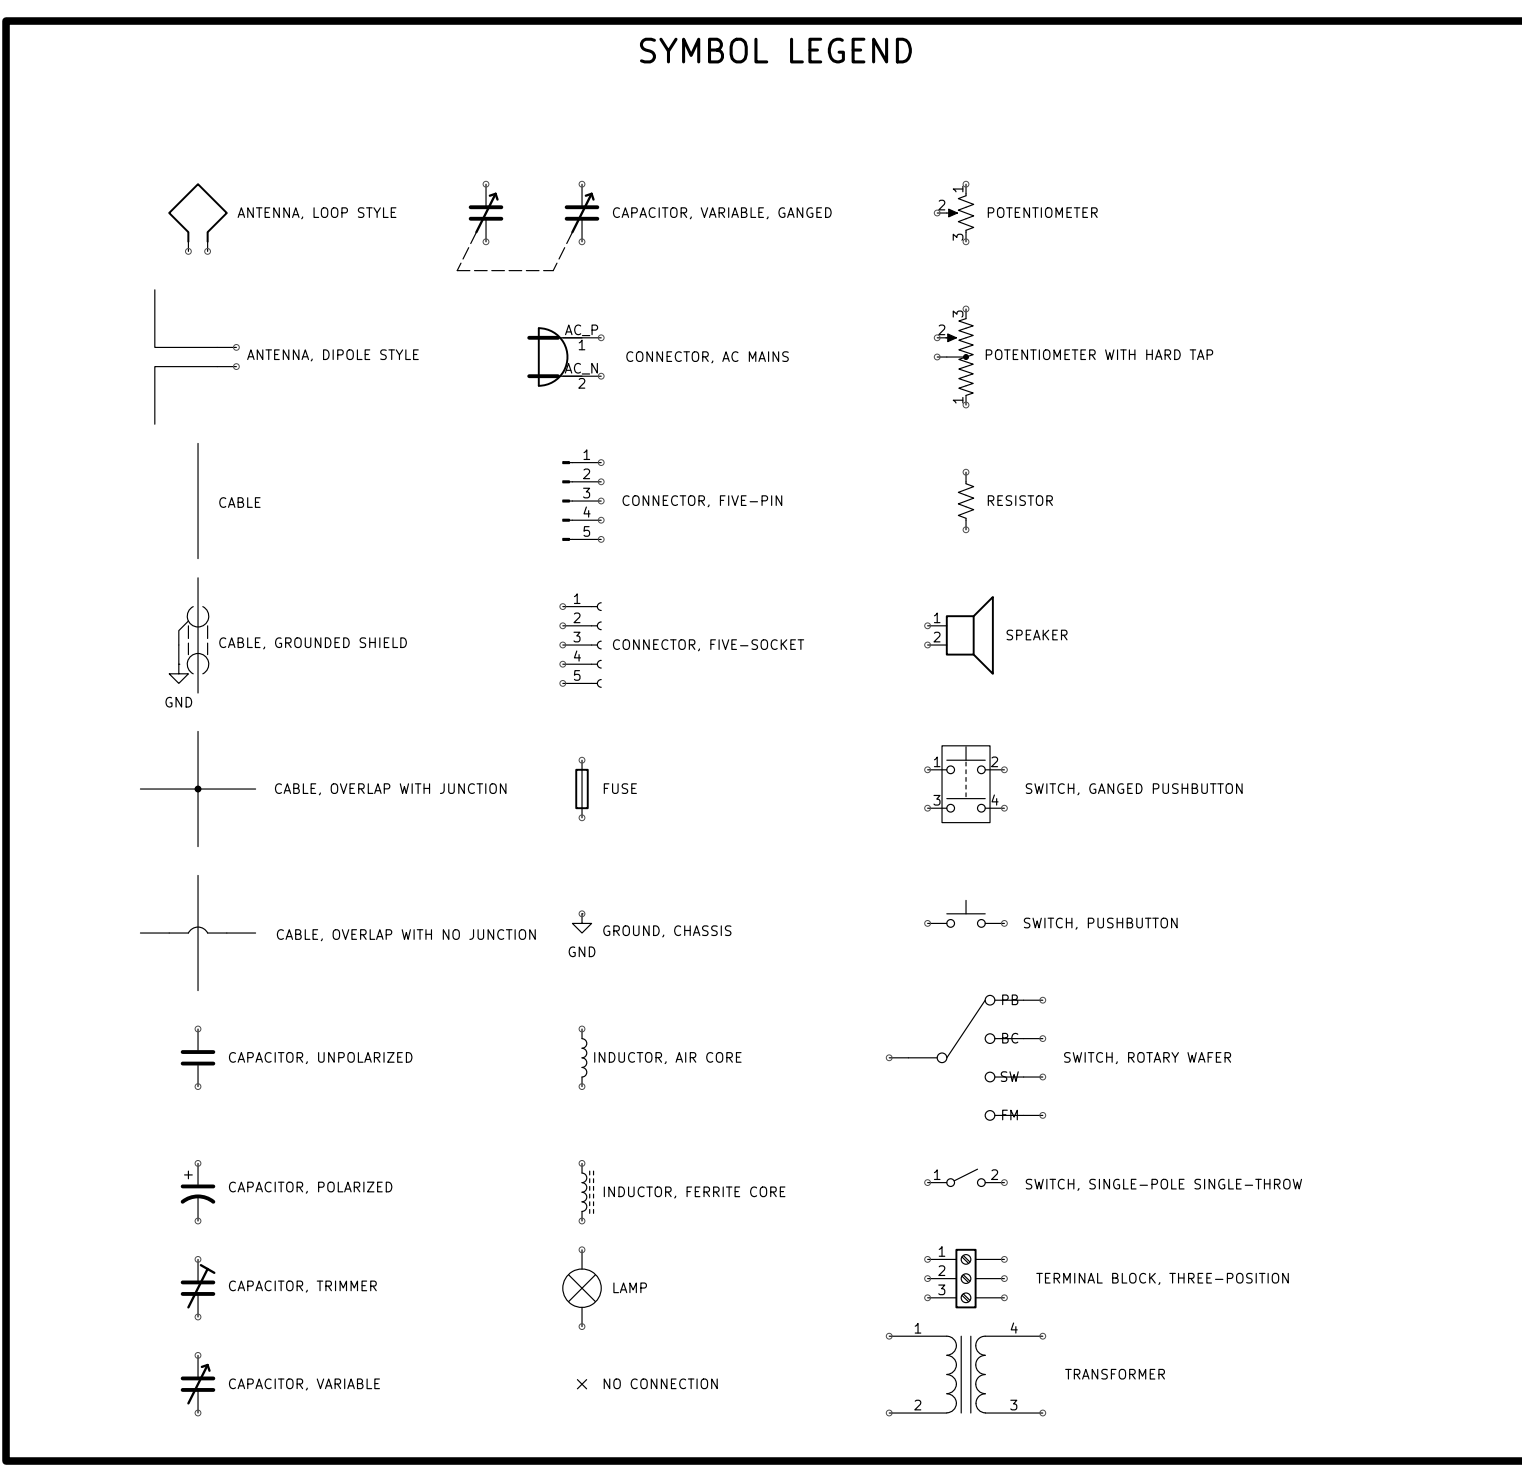 SYMBOL LEGEND
ANTENNA, LOOP STYLE
CAPACITOR, VARIABLE, GANGED
1
2
3
POTENTIOMETER
ANTENNA, DIPOLE STYLE
AC_P
1
AC_N
2
CONNECTOR, AC MAINS
3
2
1
POTENTIOMETER WITH HARD TAP
CABLE
1
2
3
4
5
CONNECTOR, FIVE-PIN
RESISTOR
CABLE, GROUNDED SHIELD
GND
1
2
3
4
5
CONNECTOR, FIVE-SOCKET
1
2
SPEAKER
CABLE, OVERLAP WITH JUNCTION
FUSE
1 2
3 4
SWITCH, GANGED PUSHBUTTON
CABLE, OVERLAP WITH NO JUNCTION
GROUND, CHASSIS
GND
SWITCH, PUSHBUTTON
CAPACITOR, UNPOLARIZED
INDUCTOR, AIR CORE
PB
BC
SW
FM
SWITCH, ROTARY WAFER
+
CAPACITOR, POLARIZED
INDUCTOR, FERRITE CORE
1 2
SWITCH, SINGLE-POLE SINGLE-THROW
CAPACITOR, TRIMMER
LAMP
1
2
3
TERMINAL BLOCK, THREE-POSITION
CAPACITOR, VARIABLE
NO CONNECTION
1 4
2 3
TRANSFORMER